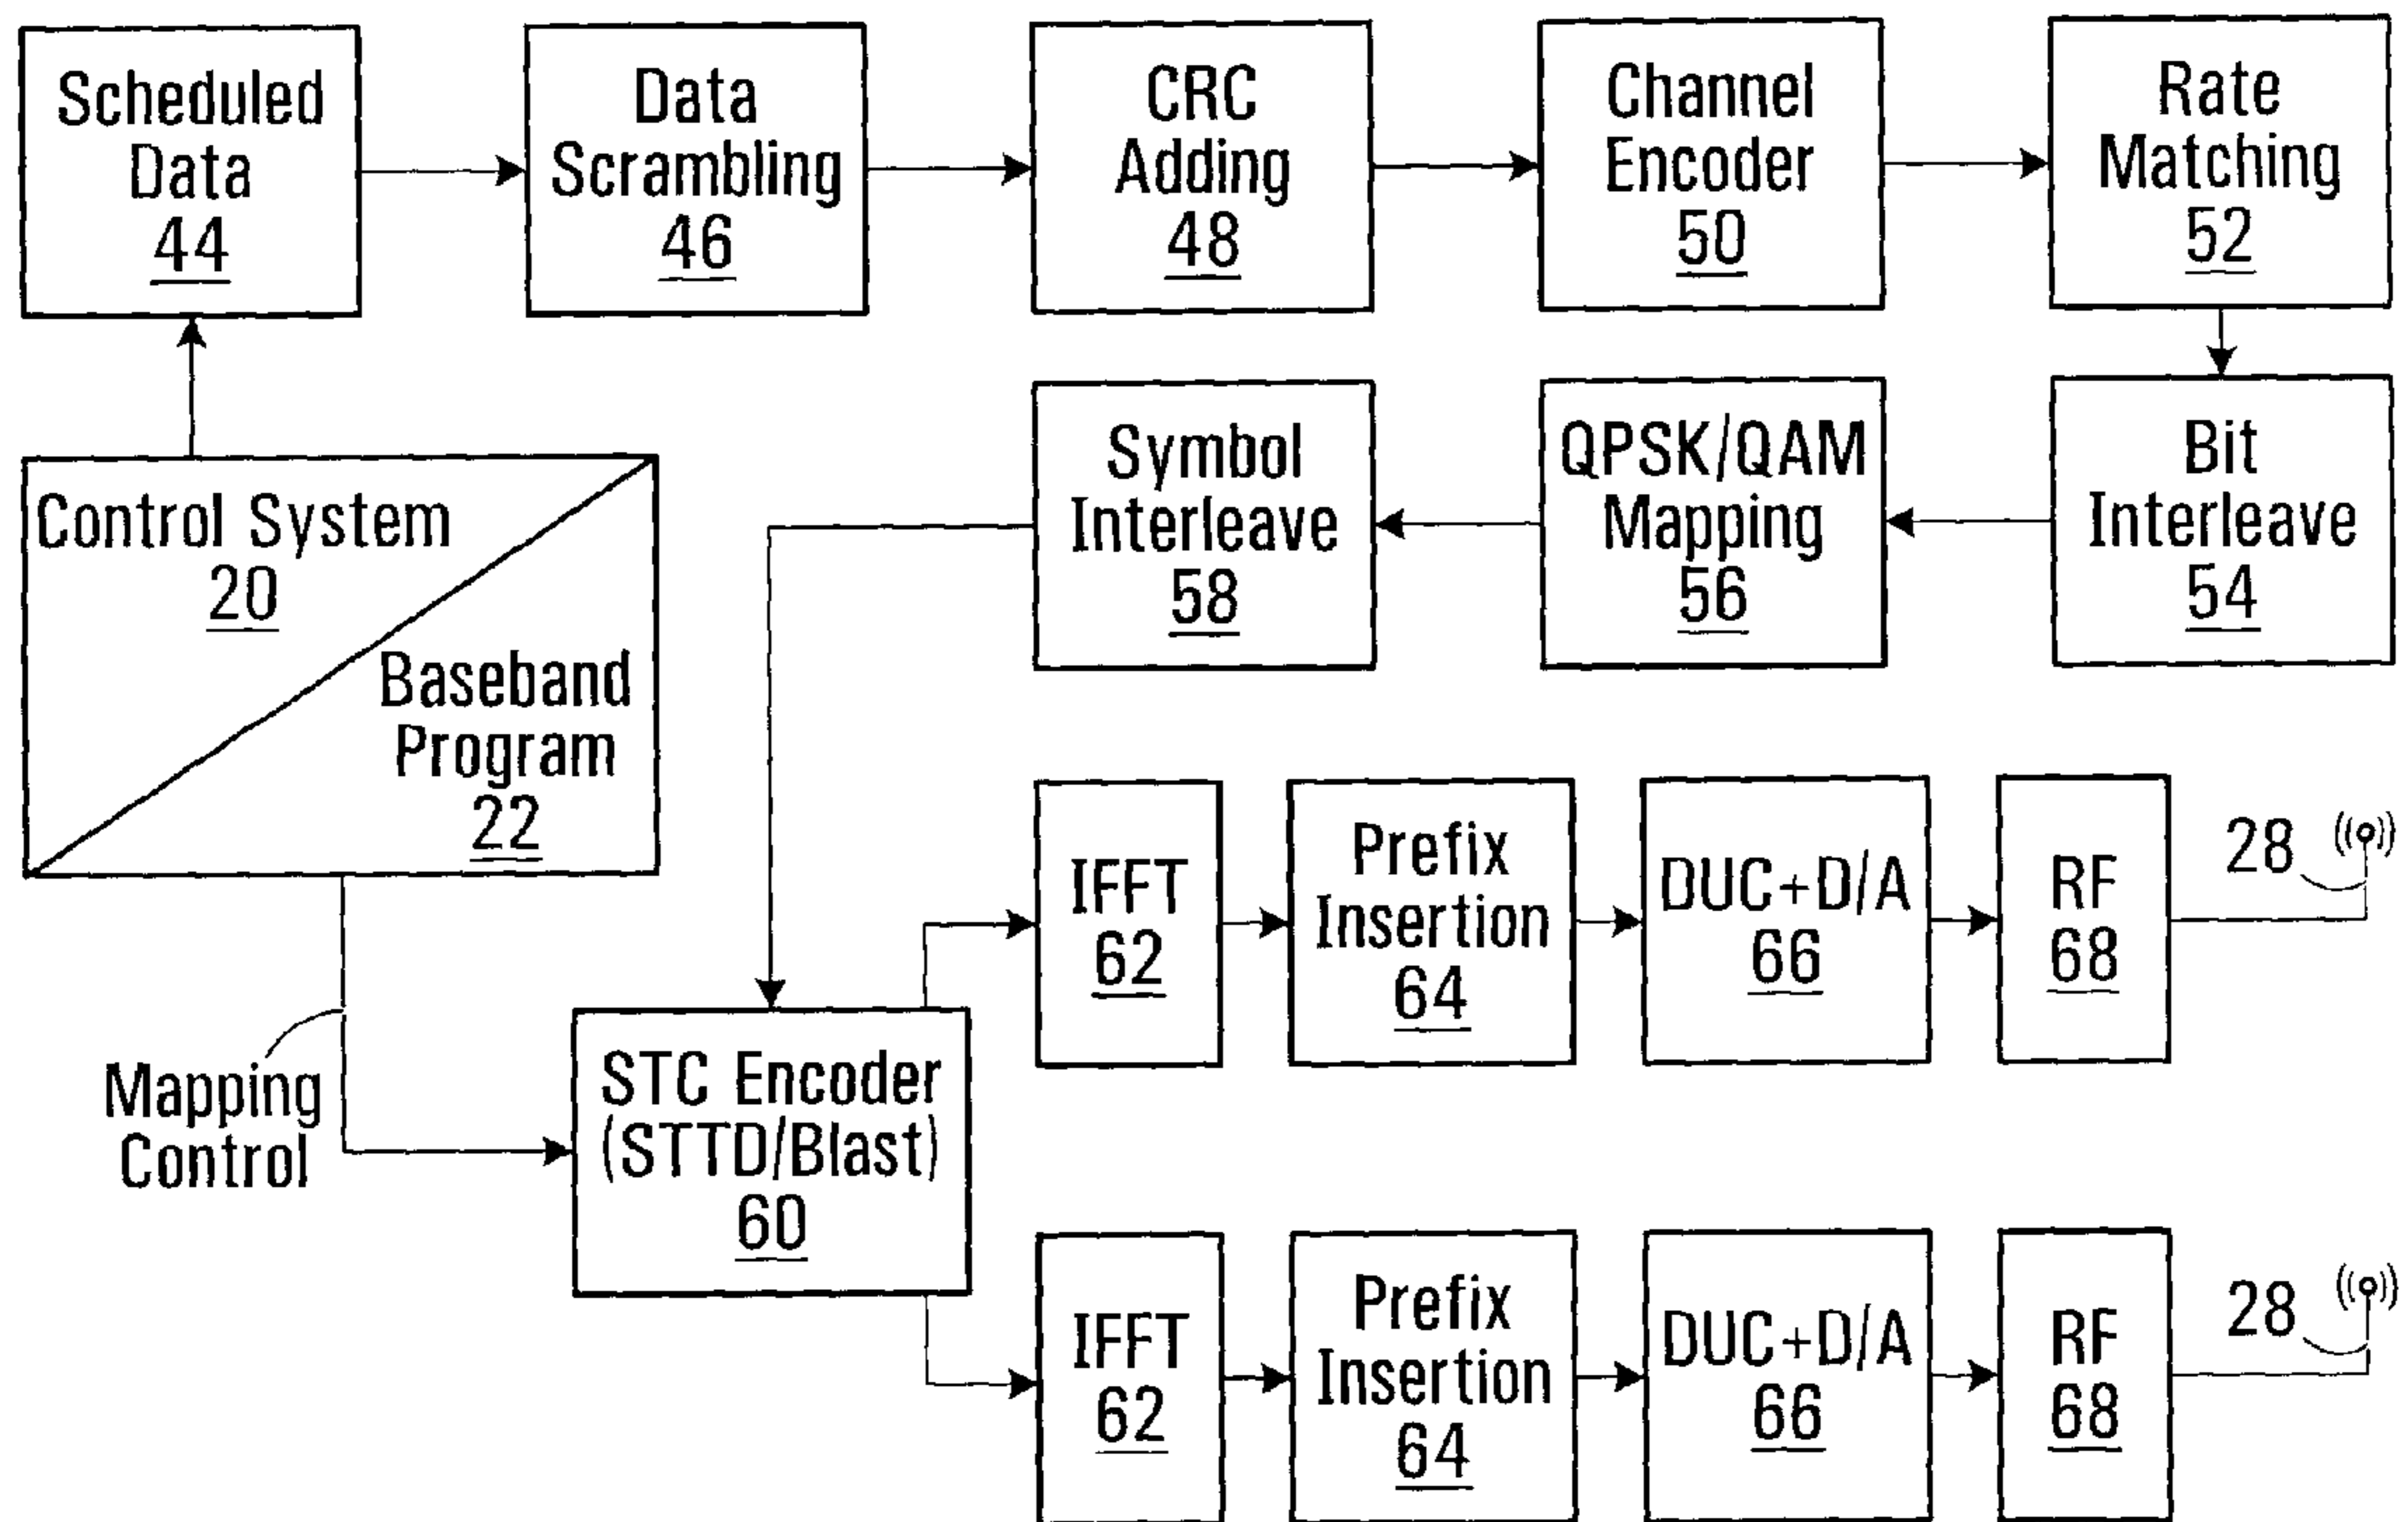 Scheduled
Data
44
Data
Scrambling
46
CRC
Adding
48
Channel
Encoder
50
Rate
Matching
52
Control System
20
Baseband
Program
22
Symbol
Interleave
58
QPSK/QAM
Mapping
56
Bit
Interleave
54
IFFT
62
Prefix
Insertion
64
DUC+D/A
66
RF
68
28
Mapping
Control
STC Encoder
(STTD/Blast)
60
IFFT
62
Prefix
Insertion
64
DUC+D/A
66
RF
68
28